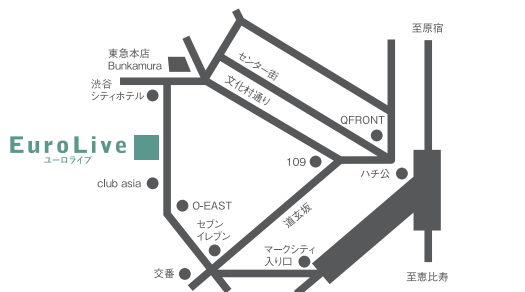 至原宿
東急本店
Bunkamura
センター街
渋谷
シティホテル
文化村通り
QFRONT
EuroLive
ユーロライブ
109
ハチ公
club asia
O-EAST
道玄坂
セブン
イレブン
マークシティ
入り口
交番
至恵比寿